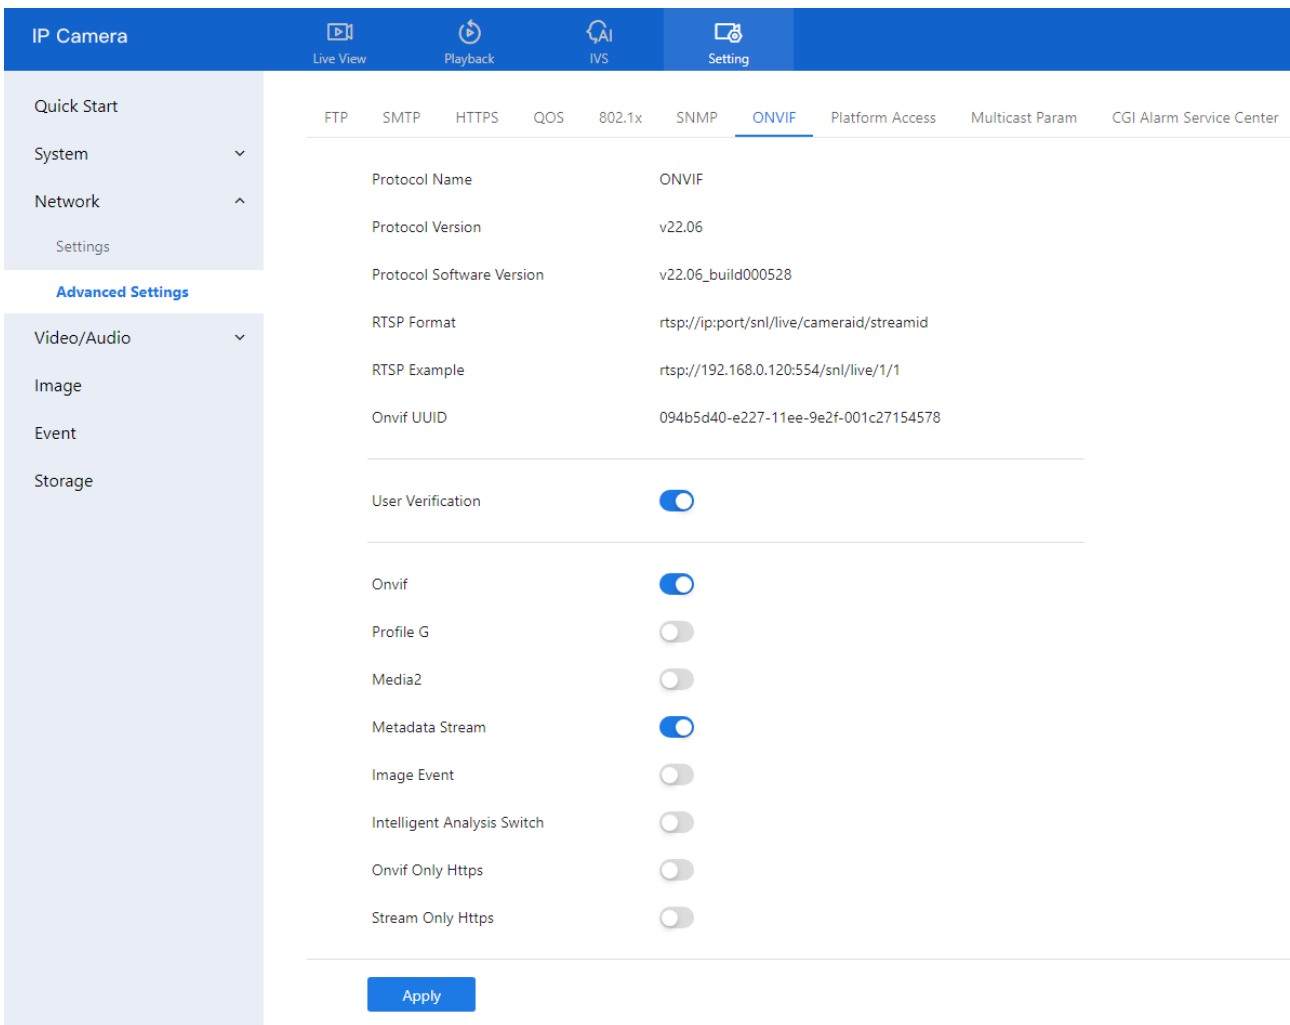 IP Camera
Live View
Playback
AI
IVS
Setting
Quick Start
System
Network
Settings
Advanced Settings
Video/Audio
Image
Event
Storage
FTP SMTP HTTPS QOS 802.1x SNMP ONVIF Platform Access Multicast Param CGI Alarm Service Center
Protocol Name ONVIF
Protocol Version v22.06
Protocol Software Version v22.06_build000528
RTSP Format rtsp://ip:port/snl/live/cameraid/streamid
RTSP Example rtsp://192.168.0.120:554/snl/live/1/1
Onvif UUID 094b5d40-e227-11ee-9e2f-001c27154578
User Verification
Onvif
Profile G
Media2
Metadata Stream
Image Event
Intelligent Analysis Switch
Onvif Only Https
Stream Only Https
Apply